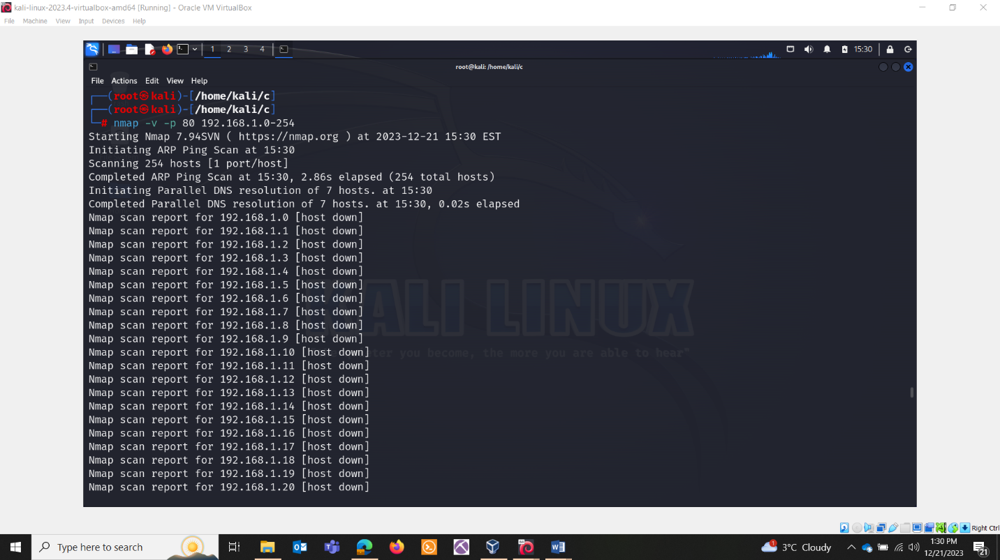 kali-linux-2023.4-virtualbox-amd64 [Running] - Oracle VM VirtualBox
File Machine View Input Devices Help
1 2 3 4
15:30
root@kali: /home/kali/c
File Actions Edit View Help
(root㉿kali)-[/home/kali/c]
(root㉿kali)-[/home/kali/c]
# nmap -v -p 80 192.168.1.0-254
Starting Nmap 7.94SVN ( https://nmap.org ) at 2023-12-21 15:30 EST
Initiating ARP Ping Scan at 15:30
Scanning 254 hosts [1 port/host]
Completed ARP Ping Scan at 15:30, 2.86s elapsed (254 total hosts)
Initiating Parallel DNS resolution of 7 hosts. at 15:30
Completed Parallel DNS resolution of 7 hosts. at 15:30, 0.02s elapsed
Nmap scan report for 192.168.1.0 [host down]
Nmap scan report for 192.168.1.1 [host down]
Nmap scan report for 192.168.1.2 [host down]
Nmap scan report for 192.168.1.3 [host down]
Nmap scan report for 192.168.1.4 [host down]
Nmap scan report for 192.168.1.5 [host down]
Nmap scan report for 192.168.1.6 [host down]
Nmap scan report for 192.168.1.7 [host down]
Nmap scan report for 192.168.1.8 [host down]
Nmap scan report for 192.168.1.9 [host down]
Nmap scan report for 192.168.1.10 [host down]
Nmap scan report for 192.168.1.11 [host down]
Nmap scan report for 192.168.1.12 [host down]
Nmap scan report for 192.168.1.13 [host down]
Nmap scan report for 192.168.1.14 [host down]
Nmap scan report for 192.168.1.15 [host down]
Nmap scan report for 192.168.1.16 [host down]
Nmap scan report for 192.168.1.17 [host down]
Nmap scan report for 192.168.1.18 [host down]
Nmap scan report for 192.168.1.19 [host down]
Nmap scan report for 192.168.1.20 [host down]
KALI LINUX
you become, the more you are able to hear"
Right Ctrl
Type here to search
1
3°C Cloudy
1:30 PM
12/21/2023
21